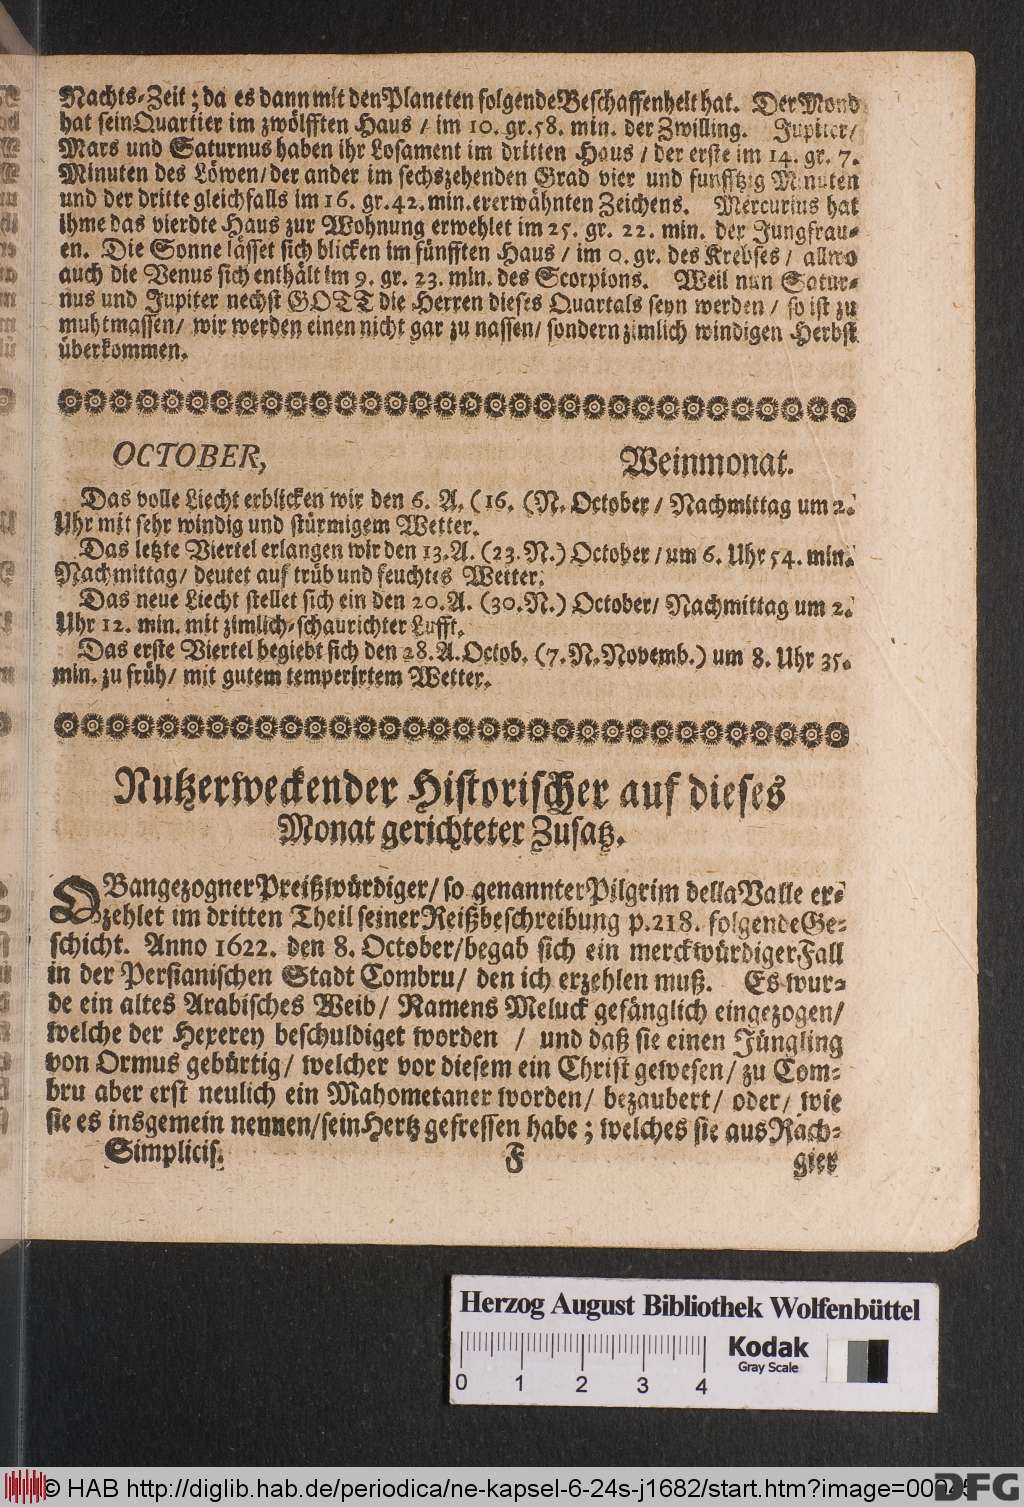 Nachts-Zeit; da es dann mit den Planeten folgende Beschaffenheit hat. Der Mond
hat sein Quartier im zwölfften Haus / im 10. gr. 58. min. der Zwilling. Jupiter /
Mars und Saturnus haben ihr Losament im dritten Haus / der erste im 14. gr. 7.
Minuten des Löwen / der ander im sechszehenden Grad vier und funfftzig Minuten
und der dritte gleichfalls im 16. gr. 42. min. ererwähnten Zeichens. Mercurius hat
ihme das vierdte Haus zur Wohnung erwehlet im 25. gr. 22. min. der Jungfrau-
en. Die Sonne lässet sich blicken im fünfften Haus / im 0. gr. des Krebses / allwo
auch die Venus sich enthält im 9. gr. 23. min. des Scorpions. Weil nun Satur-
nus und Jupiter nechst GOTT die Herren dieses Quartals seyn werden / so ist zu
muhtmassen / wir werden einen nicht gar zu nassen / sondern zimlich windigen Herbst
überkommen.
OCTOBER, Weinmonat.
Das volle Liecht erblicken wir den 6. A. (16. (N. October / Nachmittag um 2.
Uhr mit sehr windig und stürmigem Wetter.
Das letzte Viertel erlangen wir den 13. A. (23. N.) October / um 6. Uhr 54. min.
Nachmittag / deutet auf trüb und feuchtes Wetter.
Das neue Liecht stellet sich ein den 20. A. (30. N.) October / Nachmittag um 2.
Uhr 12. min. mit zimlich-schaurichter Lufft.
Das erste Viertel begiebt sich den 28. A. Octob. (7. N. Novemb.) um 8. Uhr 35.
min. zu früh / mit gutem temperirtem Wetter.
Nutzerweckender Historischer auf dieses
Monat gerichteter Zusatz.
OBangezogner Preißwürdiger / so genannter Pilgrim della Valle er-
zehlet im dritten Theil seiner Reißbeschreibung p. 218. folgende Ge-
schicht. Anno 1622. den 8. October / begab sich ein merckwürdiger Fall
in der Persianischen Stadt Combru / den ich erzehlen muß. Es wur-
de ein altes Arabisches Weib / Namens Meluck gefänglich eingezogen /
welche der Hexerey beschuldiget worden / und daß sie einen Jüngling
von Ormus gebürtig / welcher vor diesem ein Christ gewesen / zu Com-
bru aber erst neulich ein Mahometaner worden / bezaubert / oder / wie
sie es insgemein nennen / sein Hertz gefressen habe; welches sie aus Rach-
Simplicis. F gier
Herzog August Bibliothek Wolfenbüttel
Kodak
Gray Scale
0 1 2 3 4
© HAB http://diglib.hab.de/periodica/ne-kapsel-6-24s-j1682/start.htm?image=00045
DFG